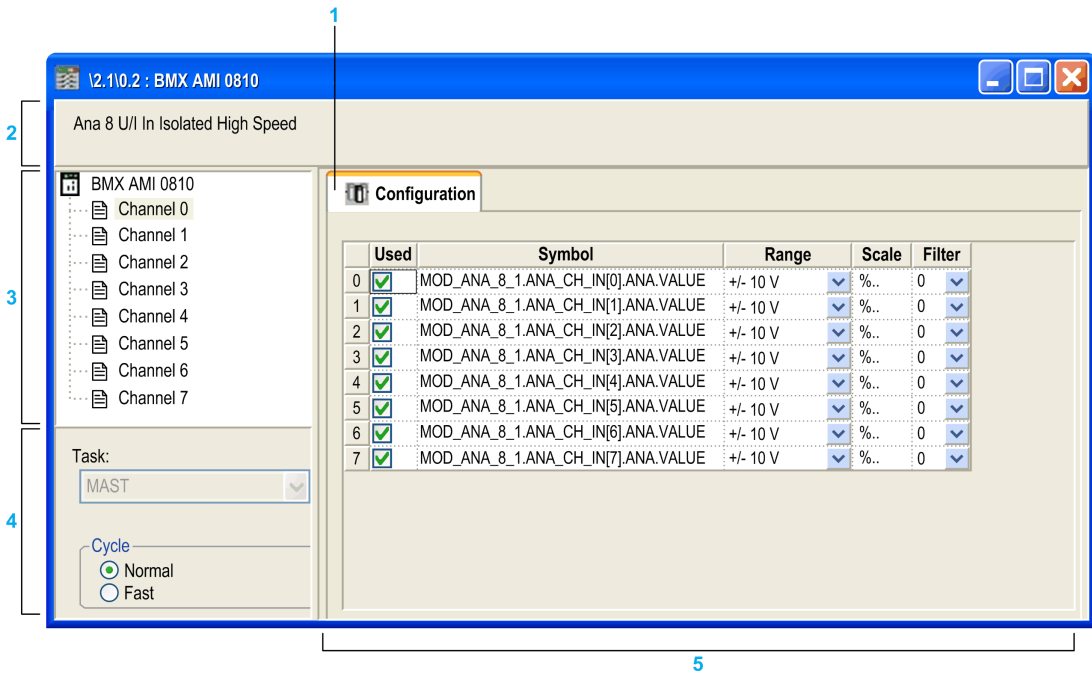 1
\2.1\0.2 : BMX AMI 0810
2
Ana 8 U/I In Isolated High Speed
3
BMX AMI 0810
Channel 0
Channel 1
Channel 2
Channel 3
Channel 4
Channel 5
Channel 6
Channel 7
4
Task:
MAST
Cycle
Normal
Fast
Configuration
Used Symbol Range Scale Filter
0 MOD_ANA_8_1.ANA_CH_IN[0].ANA.VALUE +/- 10 V %.. 0
1 MOD_ANA_8_1.ANA_CH_IN[1].ANA.VALUE +/- 10 V %.. 0
2 MOD_ANA_8_1.ANA_CH_IN[2].ANA.VALUE +/- 10 V %.. 0
3 MOD_ANA_8_1.ANA_CH_IN[3].ANA.VALUE +/- 10 V %.. 0
4 MOD_ANA_8_1.ANA_CH_IN[4].ANA.VALUE +/- 10 V %.. 0
5 MOD_ANA_8_1.ANA_CH_IN[5].ANA.VALUE +/- 10 V %.. 0
6 MOD_ANA_8_1.ANA_CH_IN[6].ANA.VALUE +/- 10 V %.. 0
7 MOD_ANA_8_1.ANA_CH_IN[7].ANA.VALUE +/- 10 V %.. 0
5